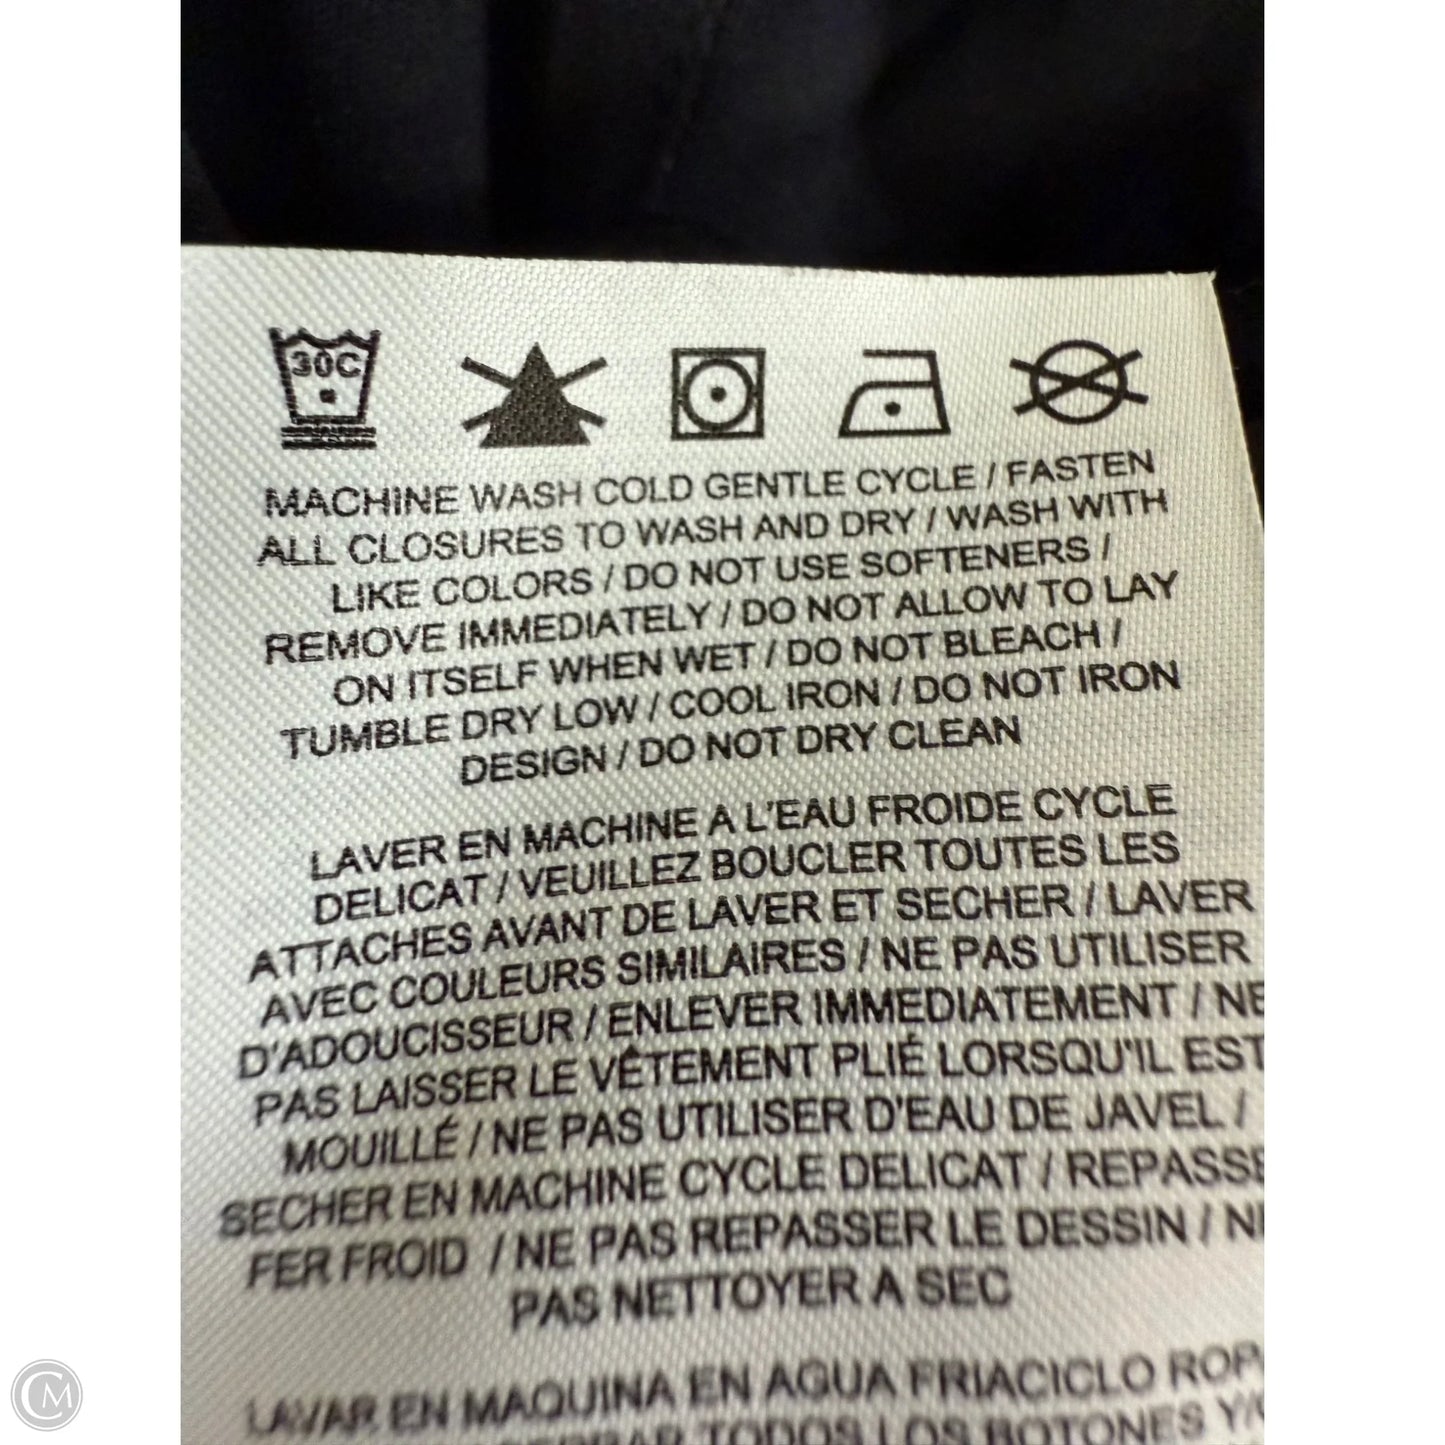 30C
MACHINE WASH COLD GENTLE CYCLE / FASTEN
ALL CLOSURES TO WASH AND DRY / WASH WITH
LIKE COLORS / DO NOT USE SOFTENERS /
REMOVE IMMEDIATELY / DO NOT ALLOW TO LAY
ON ITSELF WHEN WET / DO NOT BLEACH /
TUMBLE DRY LOW / COOL IRON / DO NOT IRON
DESIGN / DO NOT DRY CLEAN
LAVER EN MACHINE A L'EAU FROIDE CYCLE
DELICAT / VEUILLEZ BOUCLER TOUTES LES
ATTACHES AVANT DE LAVER ET SECHER / LAVER
AVEC COULEURS SIMILAIRES / NE PAS UTILISER
D'ADOUCISSEUR / ENLEVER IMMEDIATEMENT / NE
PAS LAISSER LE VÊTEMENT PLIÉ LORSQU'IL EST
MOUILLÉ / NE PAS UTILISER D'EAU DE JAVEL /
SECHER EN MACHINE CYCLE DELICAT / REPASSE
FER FROID / NE PAS REPASSER LE DESSIN / N
PAS NETTOYER A SEC
LAVAR EN MAQUINA EN AGUA FRIACICLO ROP
TODOS LOS BOTONES Y/
CM